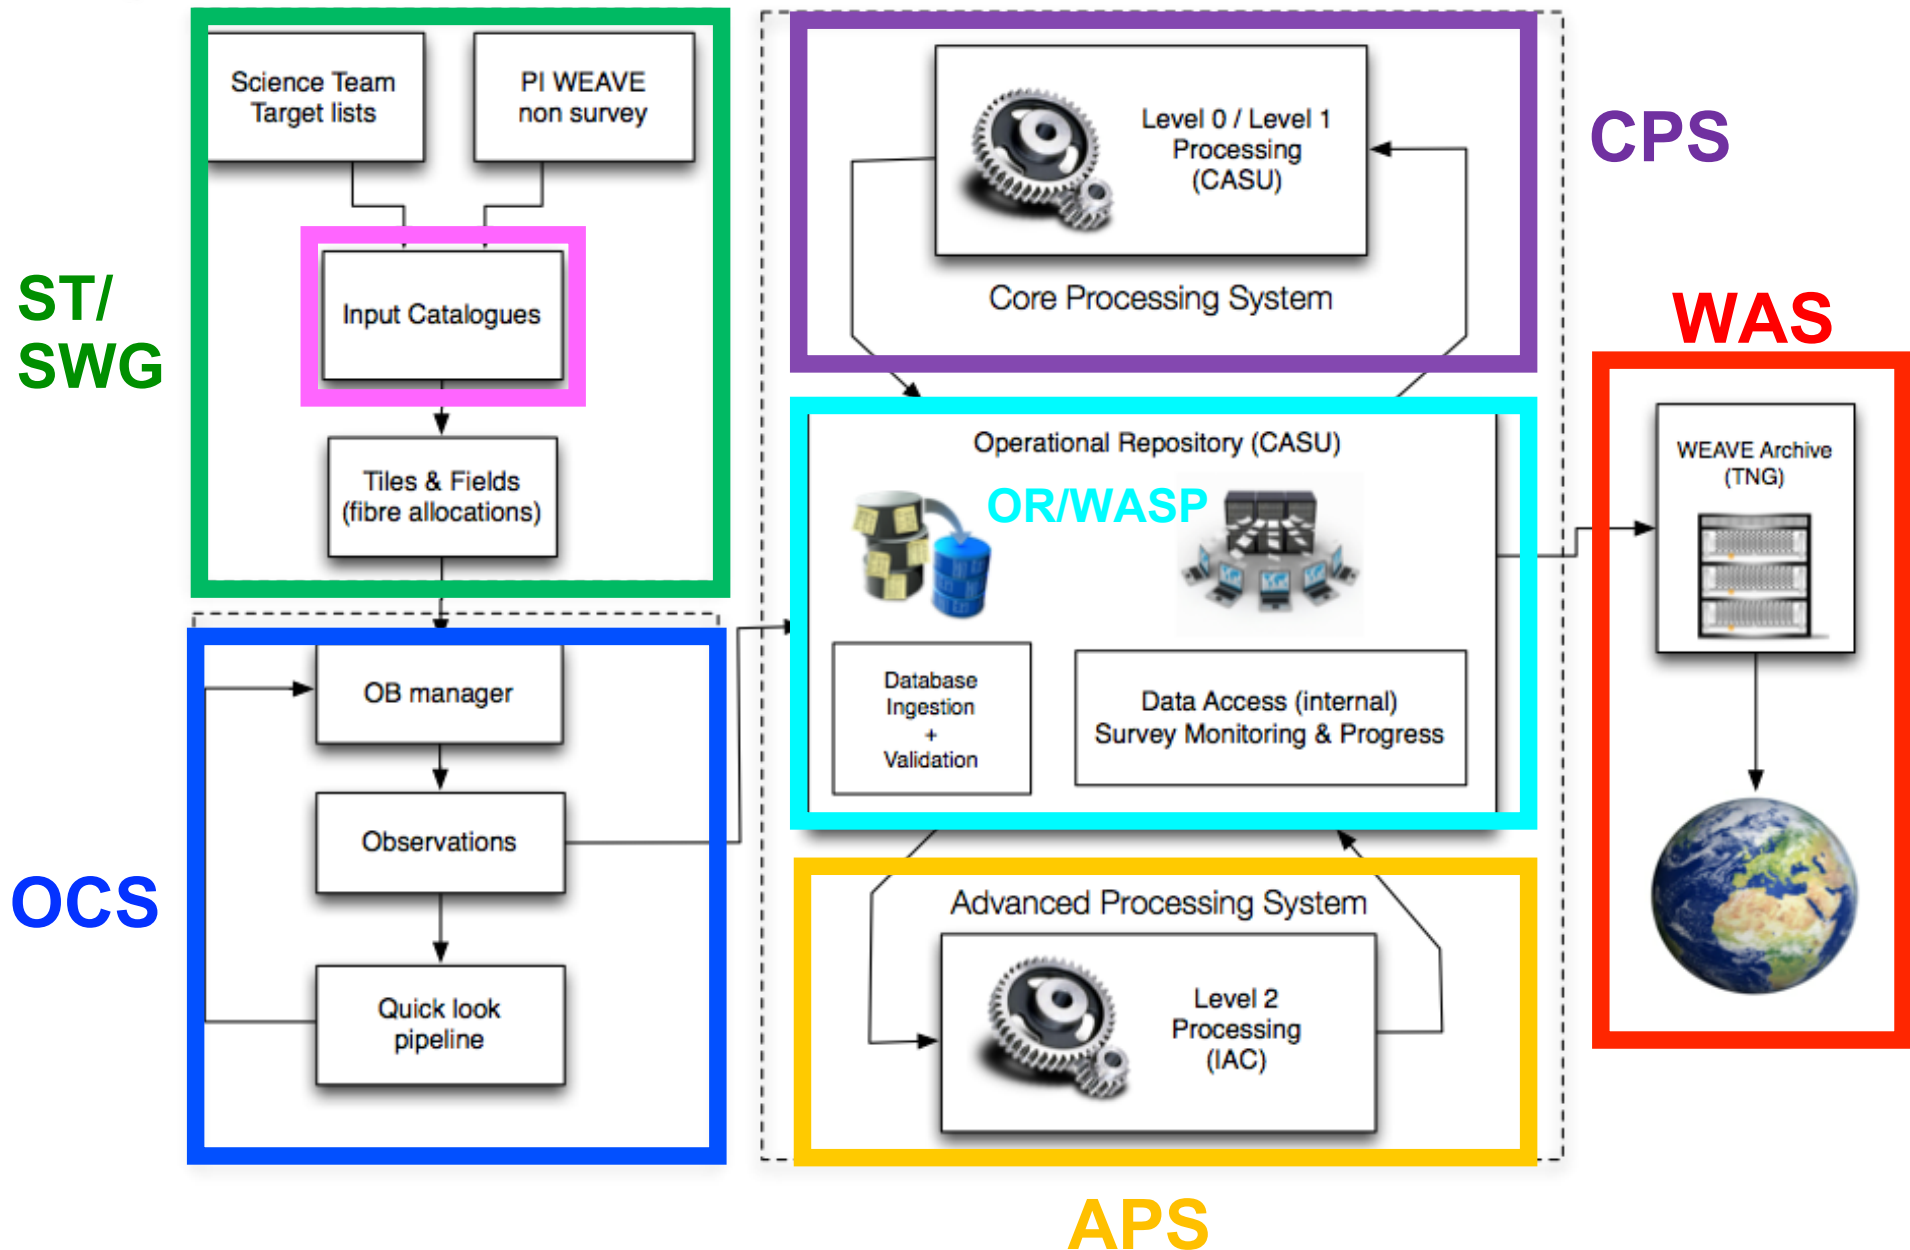 Science Team
Target lists
PI WEAVE
non survey
ST/
SWG
Input Catalogues
Tiles & Fields
(fibre allocations)
OCS
OB manager
Observations
Quick look
pipeline
CPS
Level 0 / Level 1
Processing
(CASU)
Core Processing System
Operational Repository (CASU)
OR/WASP
Database
Ingestion
+
Validation
Data Access (internal)
Survey Monitoring & Progress
Advanced Processing System
Level 2
Processing
(IAC)
APS
WAS
WEAVE Archive
(TNG)